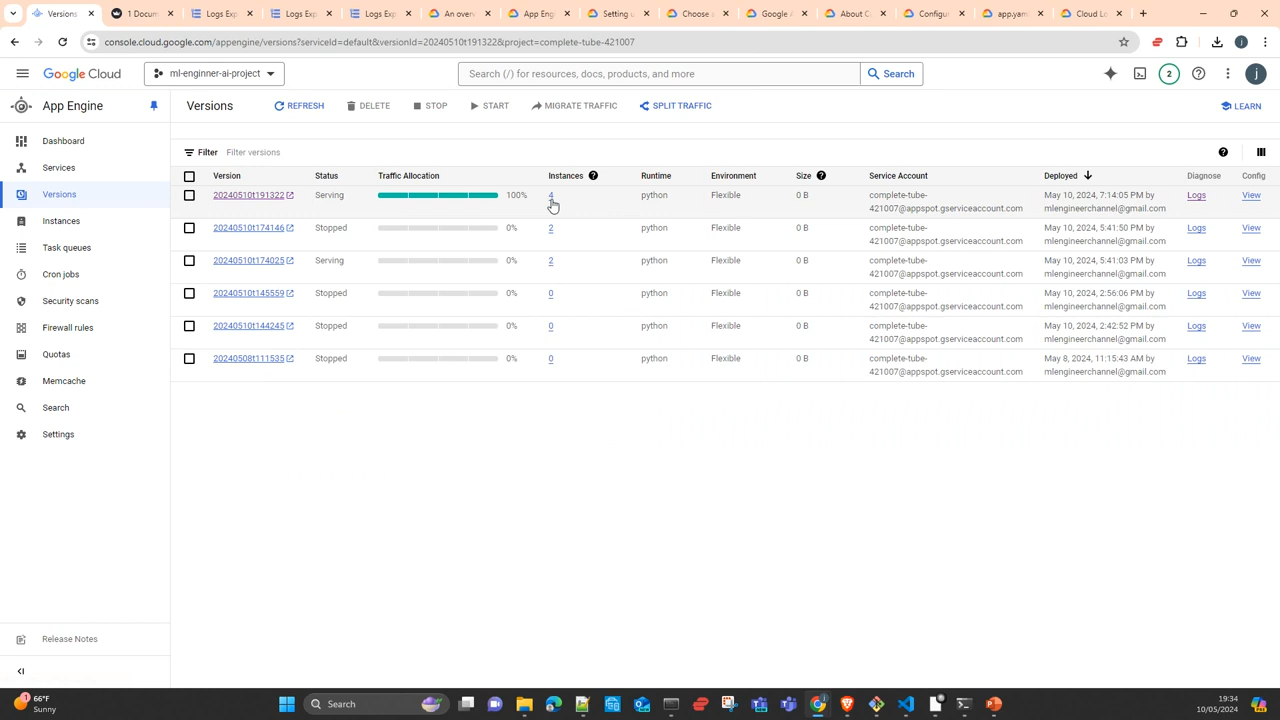 Versions
1 Docum
Logs Exp
Logs Exp
Logs Exp
An over
App Eng
Setting u
Choose a
Google A
About Ca
Configur
app.yam
Cloud Lo
console.cloud.google.com/appengine/versions?serviceId=default&versionId=20240510t191322&project=complete-tube-421007
Google Cloud
ml-enginner-ai-project
Search (/) for resources, docs, products, and more
Search
2
J
App Engine
Versions
REFRESH
DELETE
STOP
START
MIGRATE TRAFFIC
SPLIT TRAFFIC
LEARN
Dashboard
Services
Versions
Instances
Task queues
Cron jobs
Security scans
Firewall rules
Quotas
Memcache
Search
Settings
Release Notes
Filter Filter versions
Version Status Traffic Allocation Instances Runtime Environment Size Service Account Deployed Diagnose Config
20240510t191322 Serving 100% 4 python Flexible 0 B complete-tube- May 10, 2024, 7:14:05 PM by Logs View
421007@appspot.gserviceaccount.com mlengineerchannel@gmail.com
20240510t174146 Stopped 0% 2 python Flexible 0 B complete-tube- May 10, 2024, 5:41:50 PM by Logs View
421007@appspot.gserviceaccount.com mlengineerchannel@gmail.com
20240510t174025 Serving 0% 2 python Flexible 0 B complete-tube- May 10, 2024, 5:41:03 PM by Logs View
421007@appspot.gserviceaccount.com mlengineerchannel@gmail.com
20240510t145559 Stopped 0% 0 python Flexible 0 B complete-tube- May 10, 2024, 2:56:06 PM by Logs View
421007@appspot.gserviceaccount.com mlengineerchannel@gmail.com
20240510t144245 Stopped 0% 0 python Flexible 0 B complete-tube- May 10, 2024, 2:42:52 PM by Logs View
421007@appspot.gserviceaccount.com mlengineerchannel@gmail.com
20240508t111535 Stopped 0% 0 python Flexible 0 B complete-tube- May 8, 2024, 11:15:43 AM by Logs View
421007@appspot.gserviceaccount.com mlengineerchannel@gmail.com
1
66°F
Sunny
Search
19:34
10/05/2024